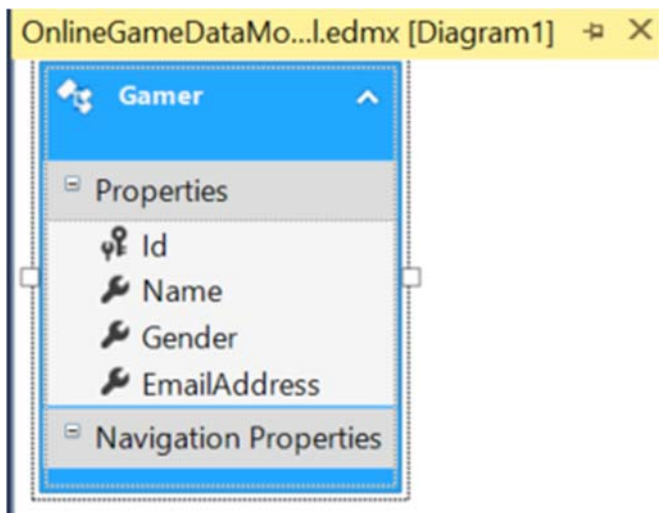 OnlineGameDataMo...l.edmx [Diagram1]
Gamer
Properties
Id
Name
Gender
EmailAddress
Navigation Properties